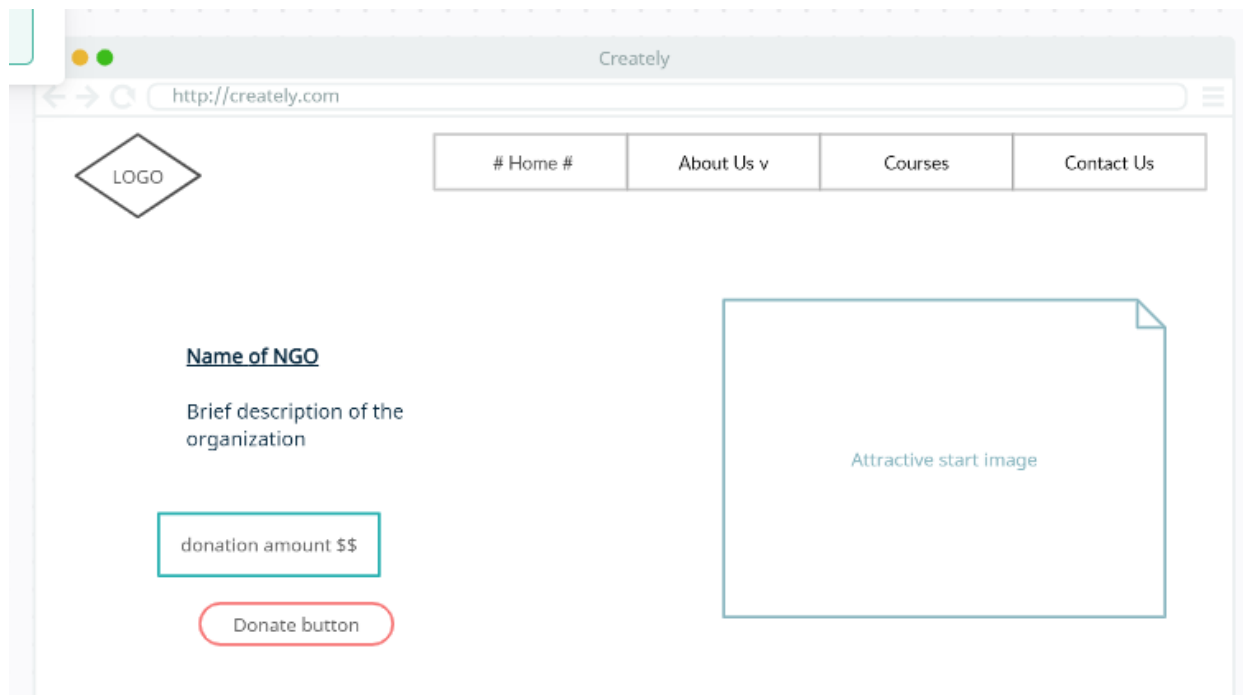 Creately
http://creately.com
LOGO
# Home #
About Us v
Courses
Contact Us
Name of NGO
Brief description of the
organization
Attractive start image
donation amount $$
Donate button